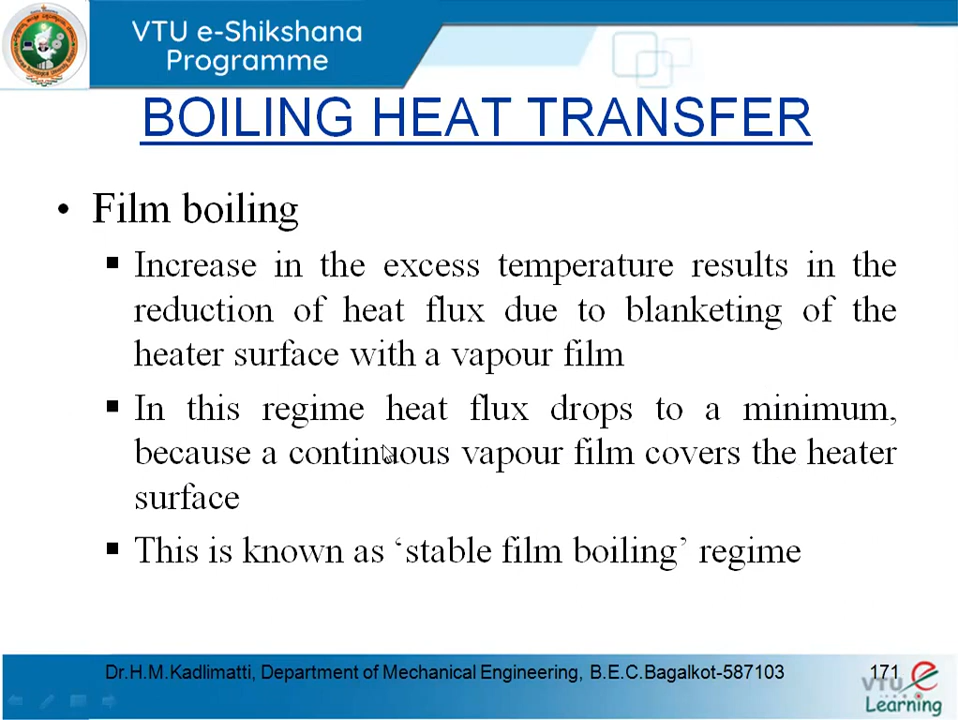 VTU e-Shikshana
Programme
BOILING HEAT TRANSFER
• Film boiling
▪ Increase in the excess temperature results in the
reduction of heat flux due to blanketing of the
heater surface with a vapour film
▪ In this regime heat flux drops to a minimum,
because a continuous vapour film covers the heater
surface
▪ This is known as ‘stable film boiling’ regime
Dr.H.M.Kadlimatti, Department of Mechanical Engineering, B.E.C.Bagalkot-587103
171
VTU e
Learning